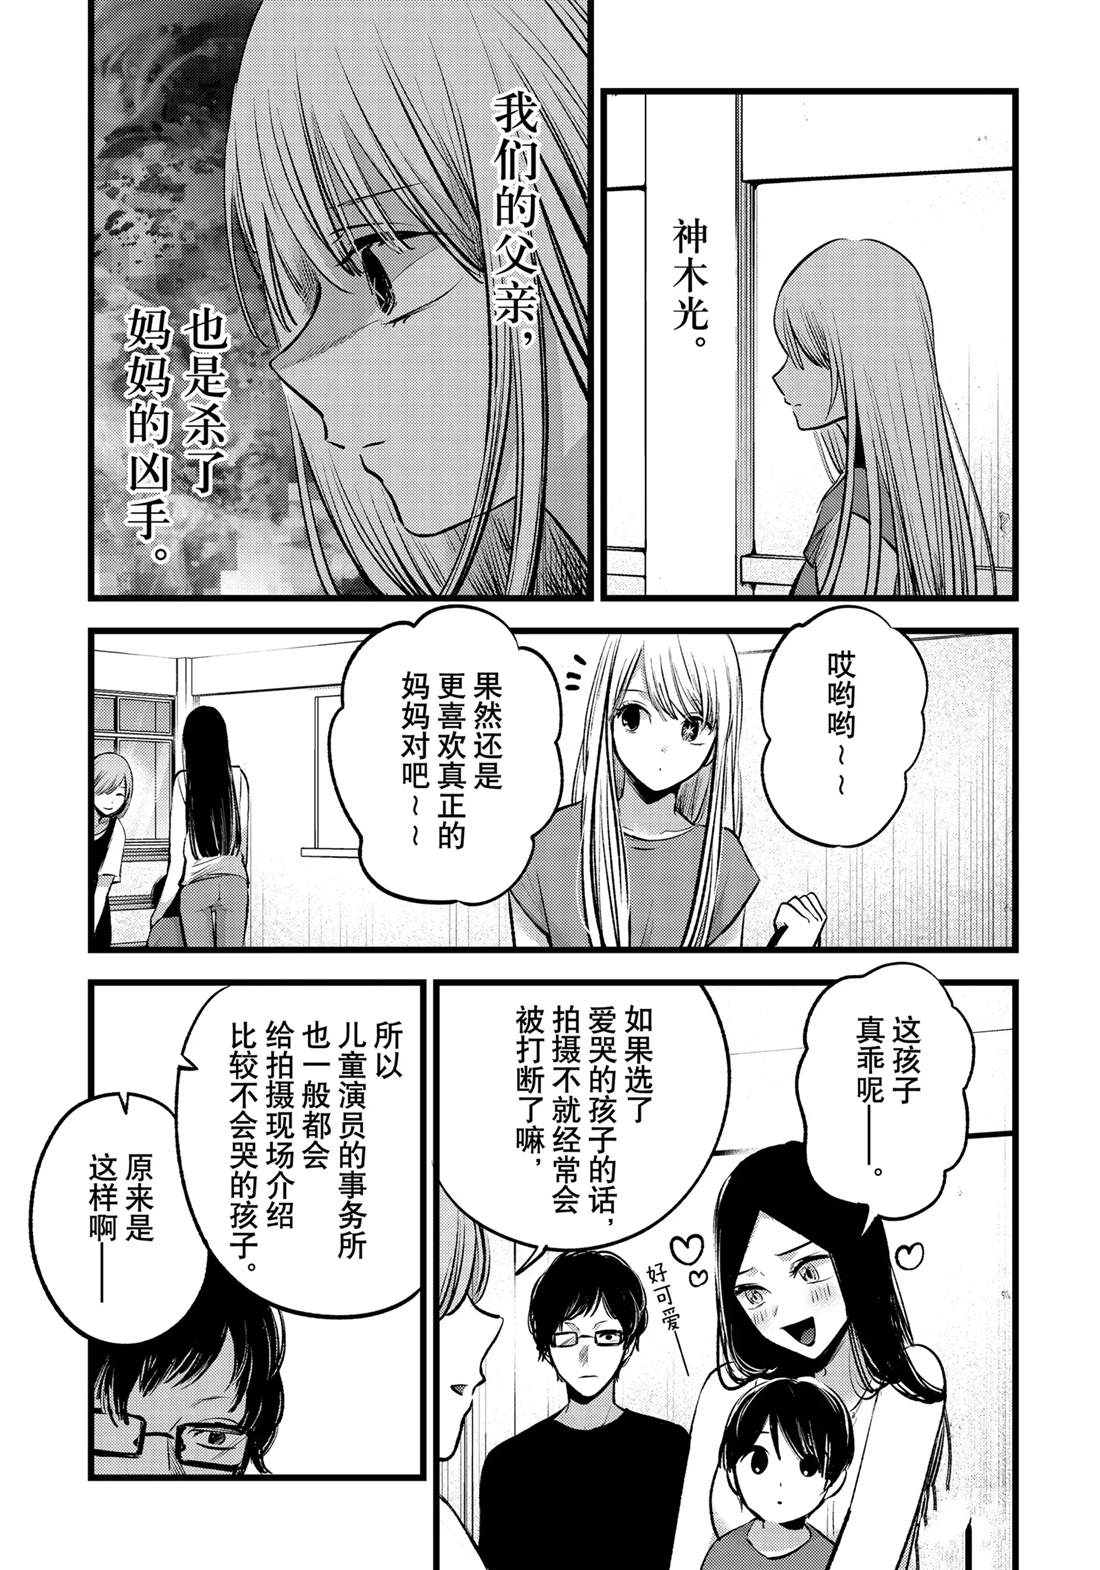 神木光。
我们的父亲，
也是杀了
妈妈的凶手。
哎哟哟~~
果然还是
更喜欢真正的
妈妈对吧~~
这孩子
真乖呢——。
好可爱——
如果选了
爱哭的孩子的话，
拍摄不就经常会
被打断了嘛，
所以
儿童演员的事务所
也一般都会
给拍摄现场介绍
比较不会哭的孩子。
原来是
这样啊——